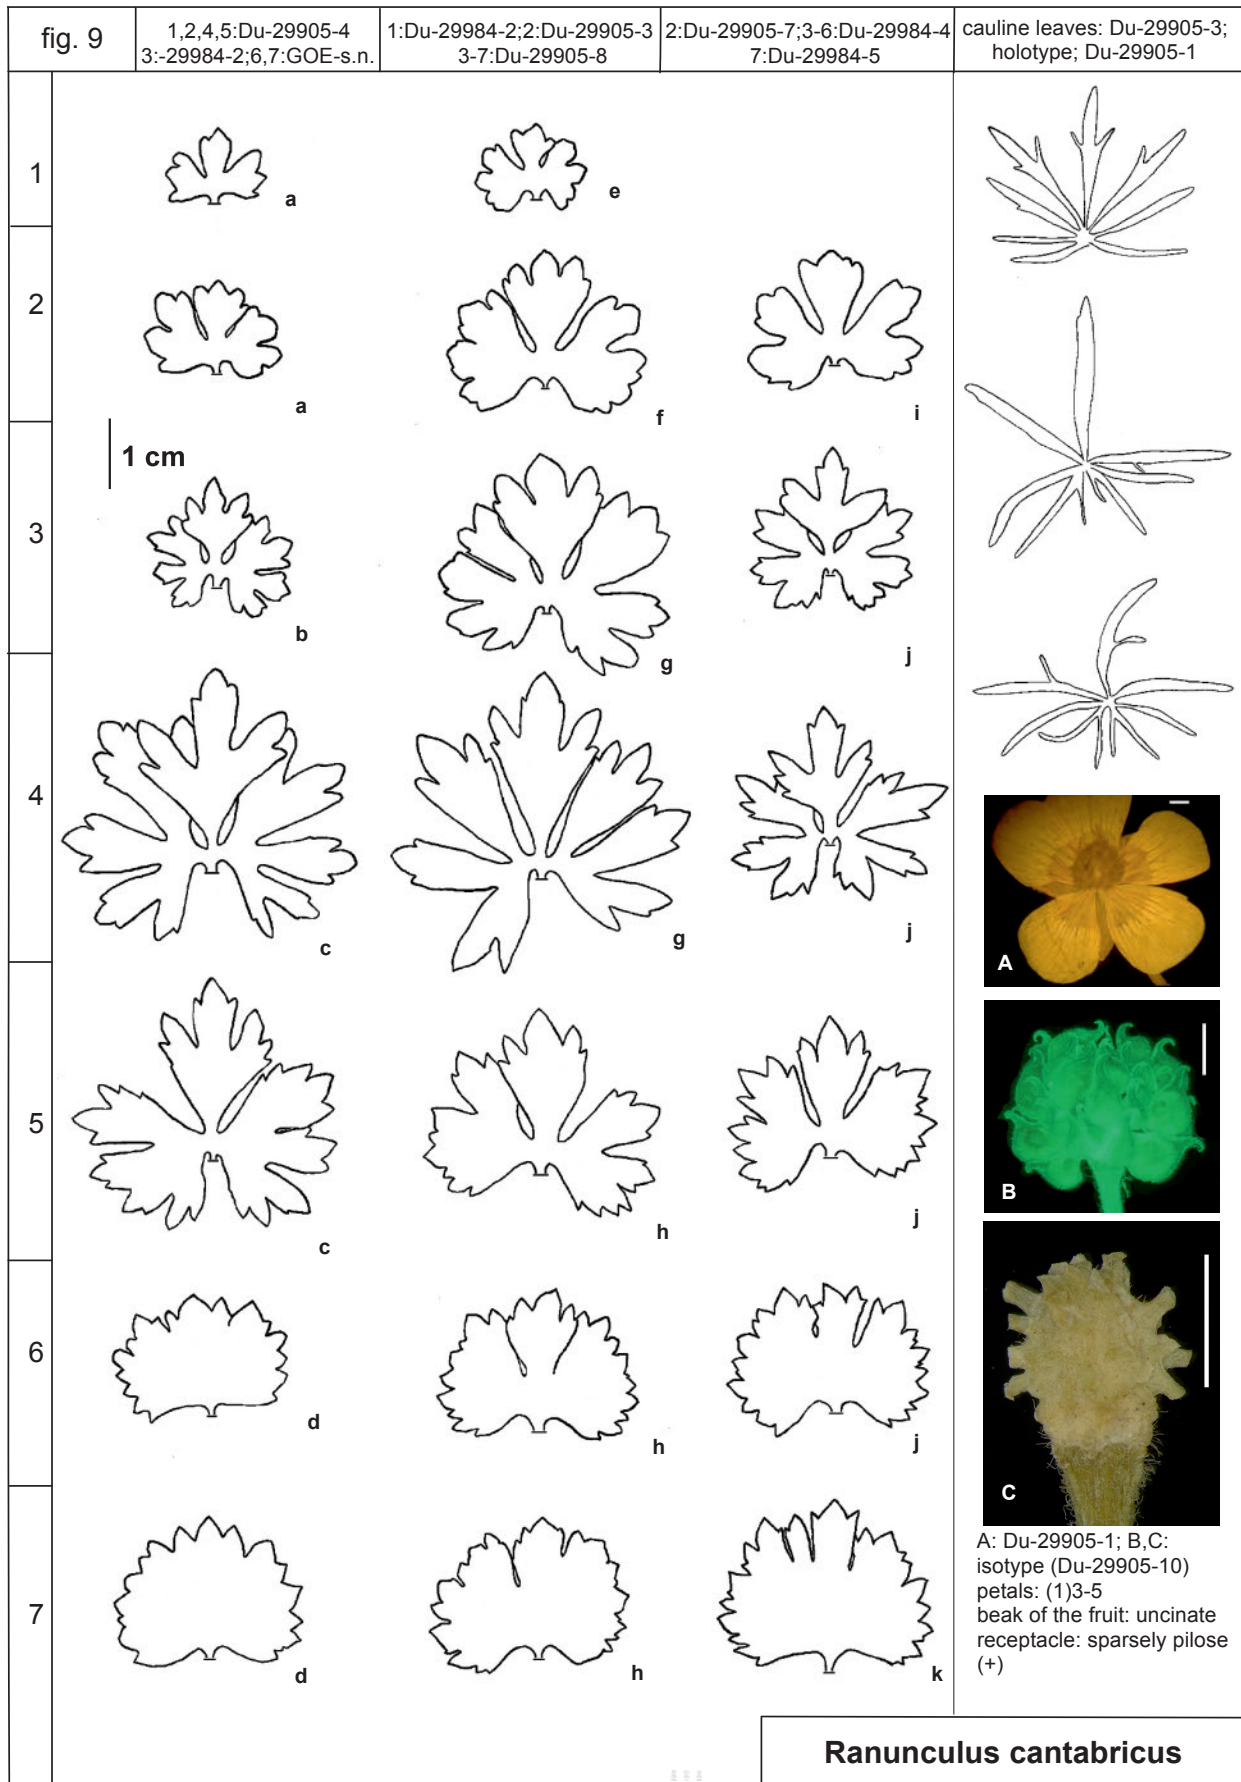 fig. 9
1,2,4,5:Du-29905-4
3:-29984-2;6,7:GOE-s.n.
1:Du-29984-2;2:Du-29905-3
3-7:Du-29905-8
2:Du-29905-7;3-6:Du-29984-4
7:Du-29984-5
cauline leaves: Du-29905-3;
holotype; Du-29905-1
1
a
e
2
a
f
i
1 cm
3
b
g
j
4
c
g
j
A
5
c
h
j
B
6
d
h
j
C
7
d
h
k
A: Du-29905-1; B,C:
isotype (Du-29905-10)
petals: (1)3-5
beak of the fruit: uncinate
receptacle: sparsely pilose
(+)
Ranunculus cantabricus